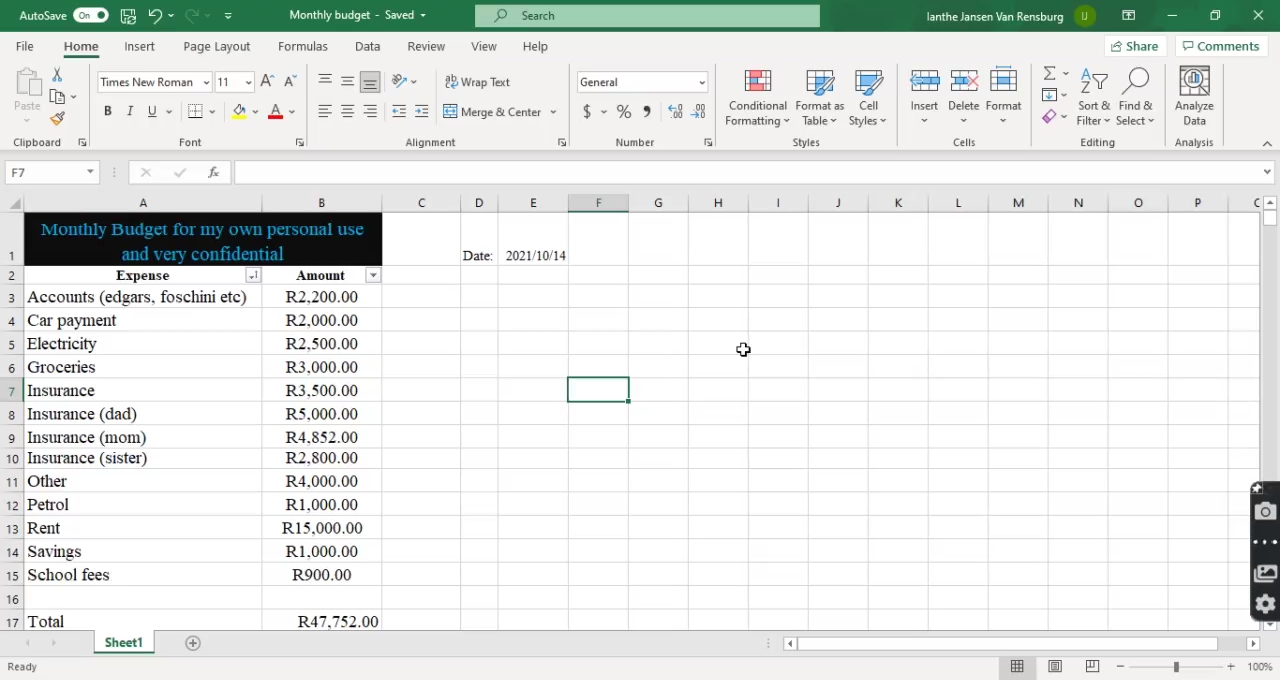 AutoSave On Monthly budget - Saved Search Ianthe Jansen Van Rensburg IJ
File Home Insert Page Layout Formulas Data Review View Help Share Comments
Paste Times New Roman 11 Wrap Text General Conditional Formatting Format as Table Cell Styles Insert Delete Format Sort & Filter Find & Select Analyze Data
B I U A Merge & Center $ %
Clipboard Font Alignment Number Styles Cells Editing Analysis
F7 fx
A B C D E F G H I J K L M N O P
Monthly Budget for my own personal use
and very confidential
1 Date: 2021/10/14
2 Expense Amount
3 Accounts (edgars, foschini etc) R2,200.00
4 Car payment R2,000.00
5 Electricity R2,500.00
6 Groceries R3,000.00
7 Insurance R3,500.00
8 Insurance (dad) R5,000.00
9 Insurance (mom) R4,852.00
10 Insurance (sister) R2,800.00
11 Other R4,000.00
12 Petrol R1,000.00
13 Rent R15,000.00
14 Savings R1,000.00
15 School fees R900.00
16
17 Total R47,752.00
Sheet1
Ready 100%